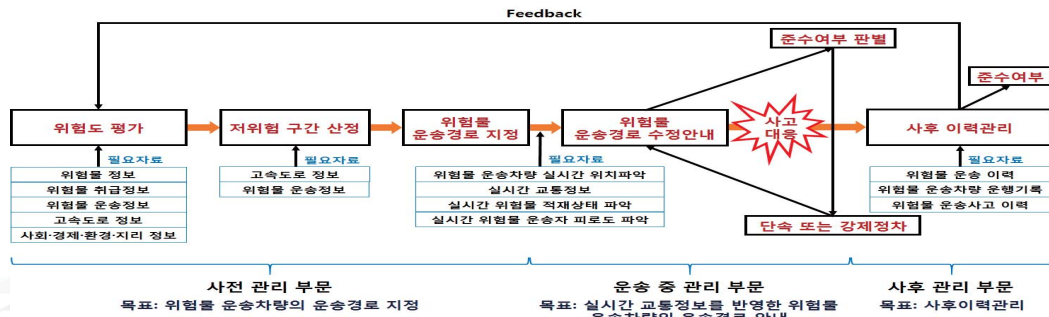 Feedback
준수여부 판별
준수여부
위험도 평가
저위험 구간 산정
위험물
운송경로 지정
위험물
운송경로 수정안내
사고
대응
사후 이력관리
필요자료
위험물 정보
위험물 취급정보
위험물 운송정보
고속도로 정보
사회·경제·환경·지리 정보
필요자료
고속도로 정보
위험물 운송정보
필요자료
위험물 운송차량 실시간 위치파악
실시간 교통정보
실시간 위험물 적재상태 파악
실시간 위험물 운송자 피로도 파악
필요자료
위험물 운송 이력
위험물 운송차량 운행기록
위험물 운송사고 이력
단속 또는 강제정차
사전 관리 부문
목표: 위험물 운송차량의 운송경로 지정
운송 중 관리 부문
목표: 실시간 교통정보를 반영한 위험물
운송차량의 운송경로 안내
사후 관리 부문
목표: 사후이력관리